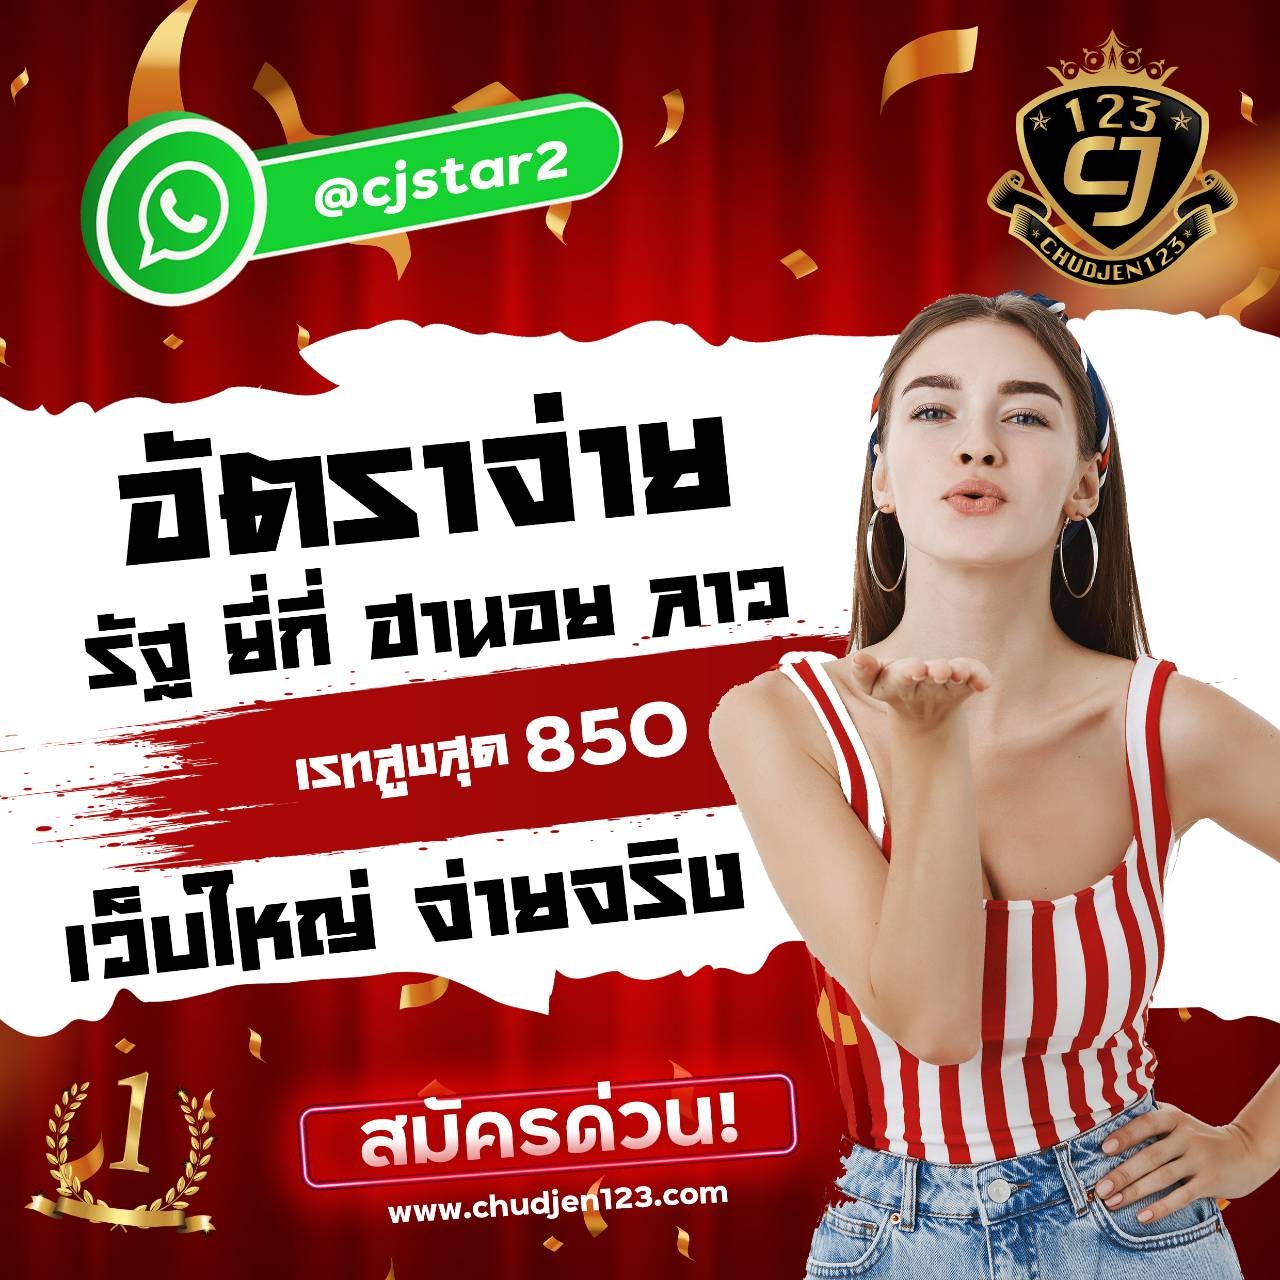 @cjstar2
123
CJ
CHUDJEN123
อัตราจ่าย
รัฐ ยี่กี่ ฮานอย ลาว
เรทสูงสุด 850
เว็บใหญ่ จ่ายจริง
1
สมัครด่วน!
www.chudjen123.com